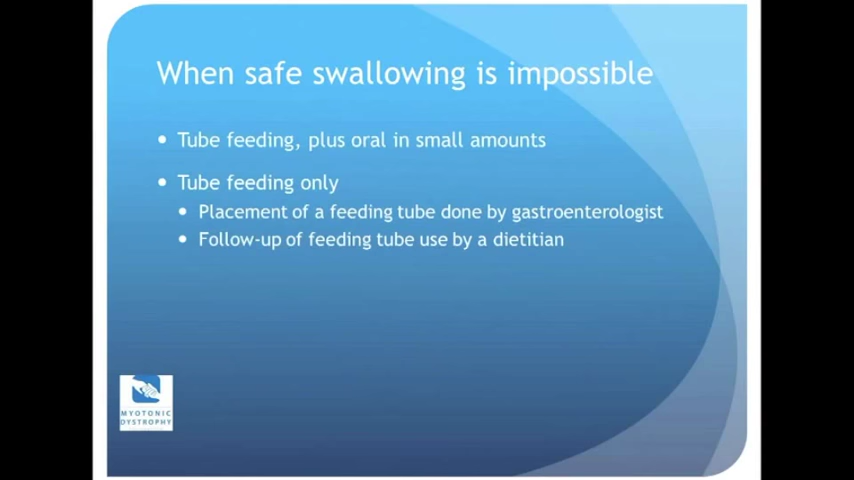 When safe swallowing is impossible
• Tube feeding, plus oral in small amounts
• Tube feeding only
• Placement of a feeding tube done by gastroenterologist
• Follow-up of feeding tube use by a dietitian
MYOTONIC
DYSTROPHY